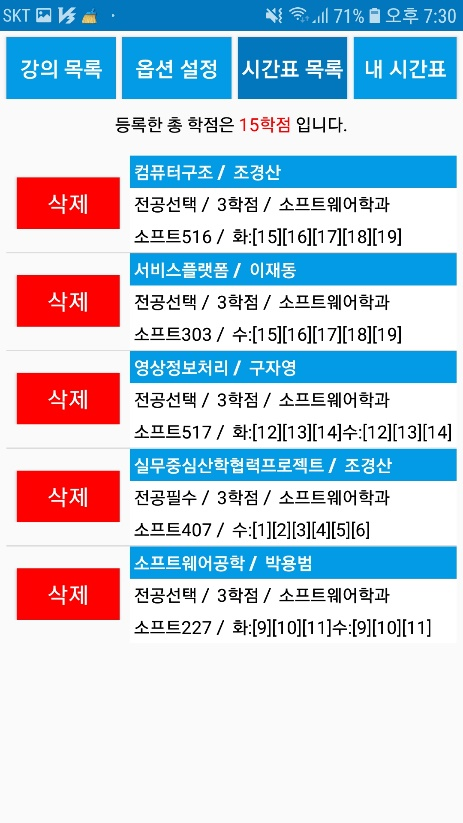 SKT 71% 오후 7:30
강의 목록 옵션 설정 시간표 목록 내 시간표
등록한 총 학점은 15학점 입니다.
컴퓨터구조 / 조경산
삭제
전공선택 / 3학점 / 소프트웨어학과
소프트516 / 화:[15][16][17][18][19]
서비스플랫폼 / 이재동
삭제
전공선택 / 3학점 / 소프트웨어학과
소프트303 / 수:[15][16][17][18][19]
영상정보처리 / 구자영
삭제
전공선택 / 3학점 / 소프트웨어학과
소프트517 / 화:[12][13][14]수:[12][13][14]
실무중심산학협력프로젝트 / 조경산
삭제
전공필수 / 3학점 / 소프트웨어학과
소프트407 / 수:[1][2][3][4][5][6]
소프트웨어공학 / 박용범
삭제
전공선택 / 3학점 / 소프트웨어학과
소프트227 / 화:[9][10][11]수:[9][10][11]